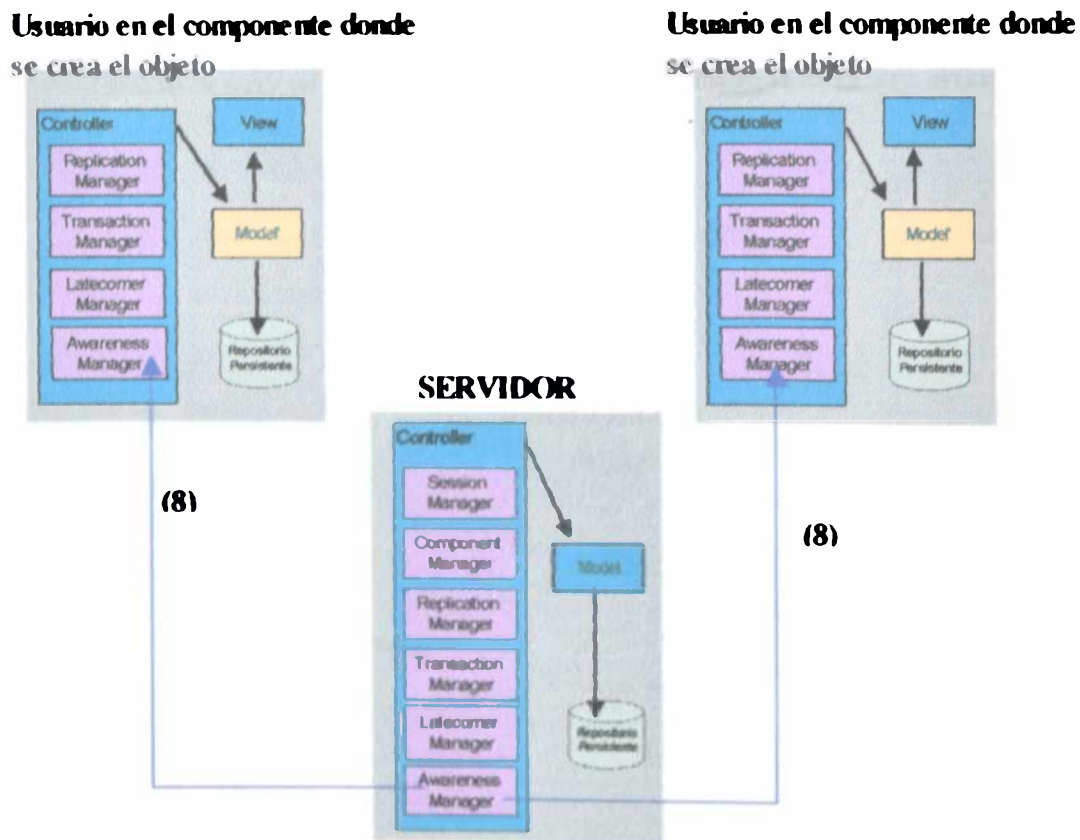 Usuario en el componente donde
se crea el objeto
Controller
Replication
Manager
Transaction
Manager
Latecomer
Manager
Awareness
Manager
View
Model
Repositorio
Persistente
Usuario en el componente donde
se crea el objeto
Controller
Replication
Manager
Transaction
Manager
Latecomer
Manager
Awareness
Manager
View
Model
Repositorio
Persistente
SERVIDOR
(8)
(8)
Controller
Session
Manager
Component
Manager
Replication
Manager
Transaction
Manager
Latecomer
Manager
Awareness
Manager
Model
Repositorio
Persistente